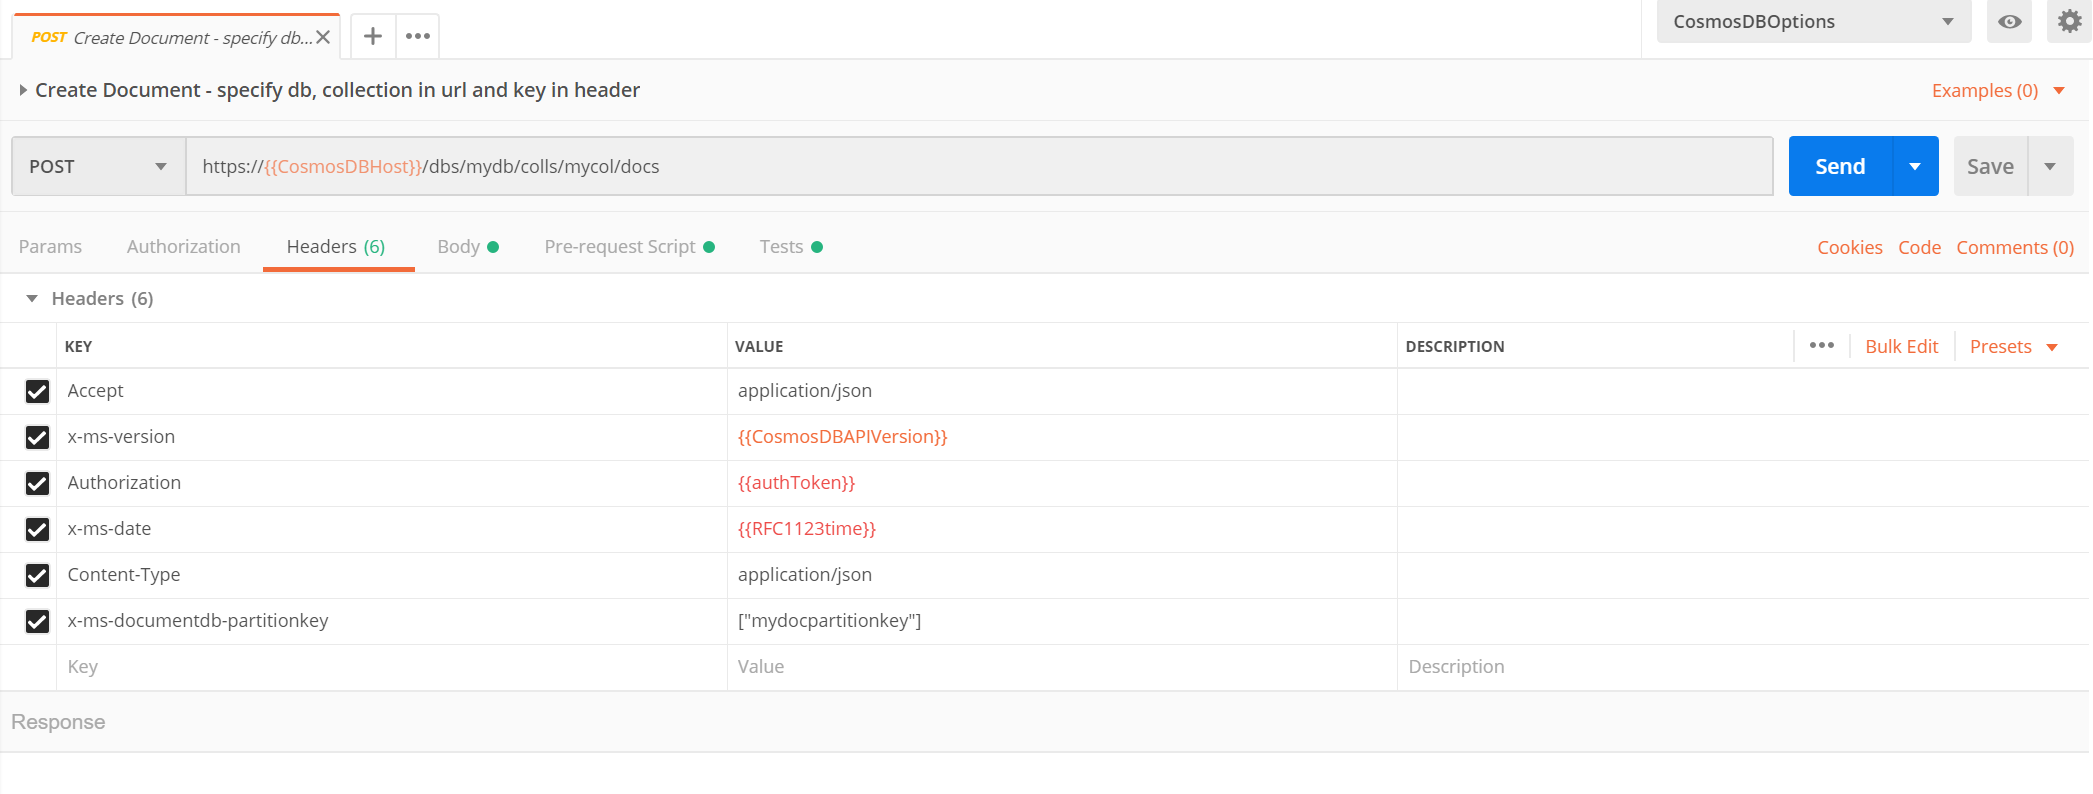 POST Create Document - specify db...
CosmosDBOptions
Create Document - specify db, collection in url and key in header
Examples (0)
POST
https://{{CosmosDBHost}}/dbs/mydb/colls/mycol/docs
Send
Save
Params Authorization Headers (6) Body Pre-request Script Tests
Cookies Code Comments (0)
Headers (6)
KEY VALUE DESCRIPTION Bulk Edit Presets
Accept application/json
x-ms-version {{CosmosDBAPIVersion}}
Authorization {{authToken}}
x-ms-date {{RFC1123time}}
Content-Type application/json
x-ms-documentdb-partitionkey ["mydocpartitionkey"]
Key Value Description
Response